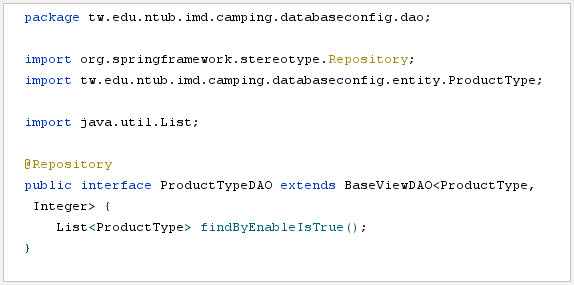 package tw.edu.ntub.imd.camping.databaseconfig.dao;
import org.springframework.stereotype.Repository;
import tw.edu.ntub.imd.camping.databaseconfig.entity.ProductType;
import java.util.List;
@Repository
public interface ProductTypeDAO extends BaseViewDAO<ProductType,
Integer> {
List<ProductType> findByEnableIsTrue();
}